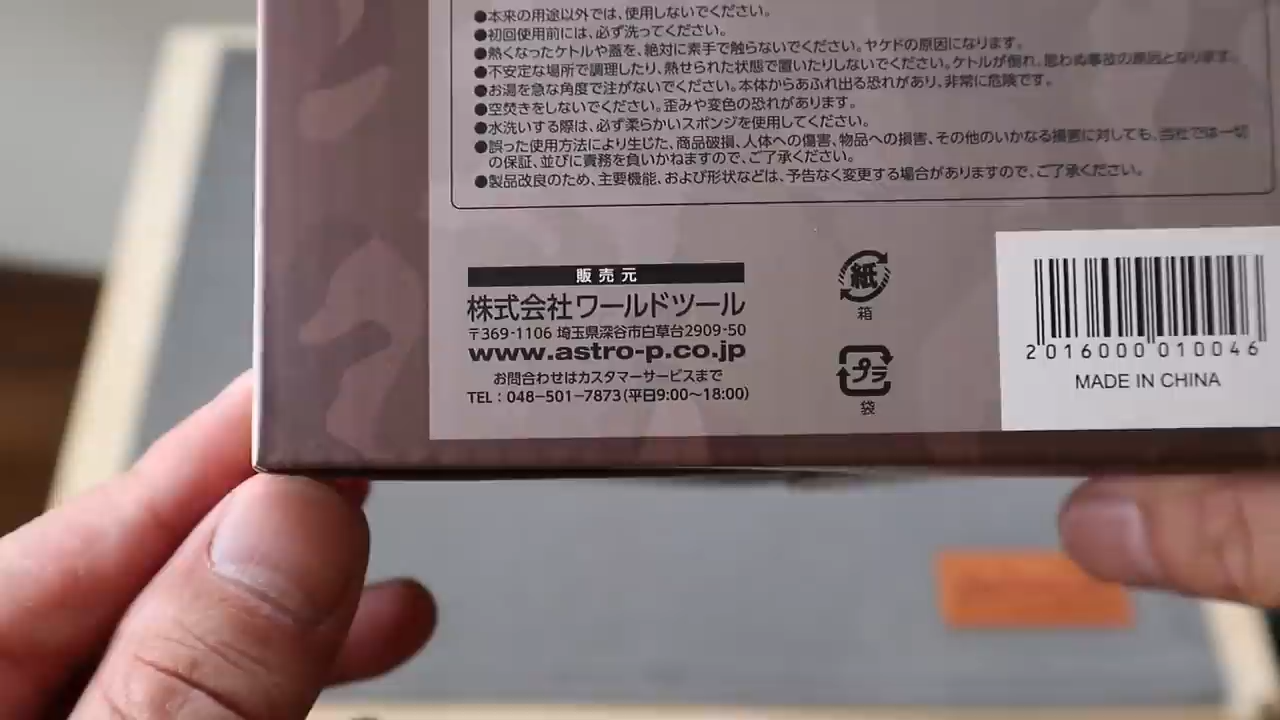 ●本来の用途以外では、使用しないでください。
●初回使用前には、必ず洗ってください。
●熱くなったケトルや蓋を、絶対に素手で触らないでください。ヤケドの原因になります。
●不安定な場所で調理したり、熱せられた状態で置いたりしないでください。ケトルが倒れ、思わぬ事故の原因となります。
●お湯を急な角度で注がないでください。本体からあふれ出る恐れがあり、非常に危険です。
●空焚きをしないでください。歪みや変色の恐れがあります。
●水洗いする際は、必ず柔らかいスポンジを使用してください。
●誤った使用方法により生じた、商品破損、人体への傷害、物品への損害、その他のいかなる損害に対しても、当社では一切
の保証、並びに責務を負いかねますので、ご了承ください。
●製品改良のため、主要機能、および形状などは、予告なく変更する場合がありますので、ご了承ください。
販売元
株式会社ワールドツール
〒369-1106 埼玉県深谷市白草台2909-50
www.astro-p.co.jp
お問合わせはカスタマーサービスまで
TEL：048-501-7873(平日9:00～18:00)
紙
箱
プラ
袋
2016000010046
MADE IN CHINA